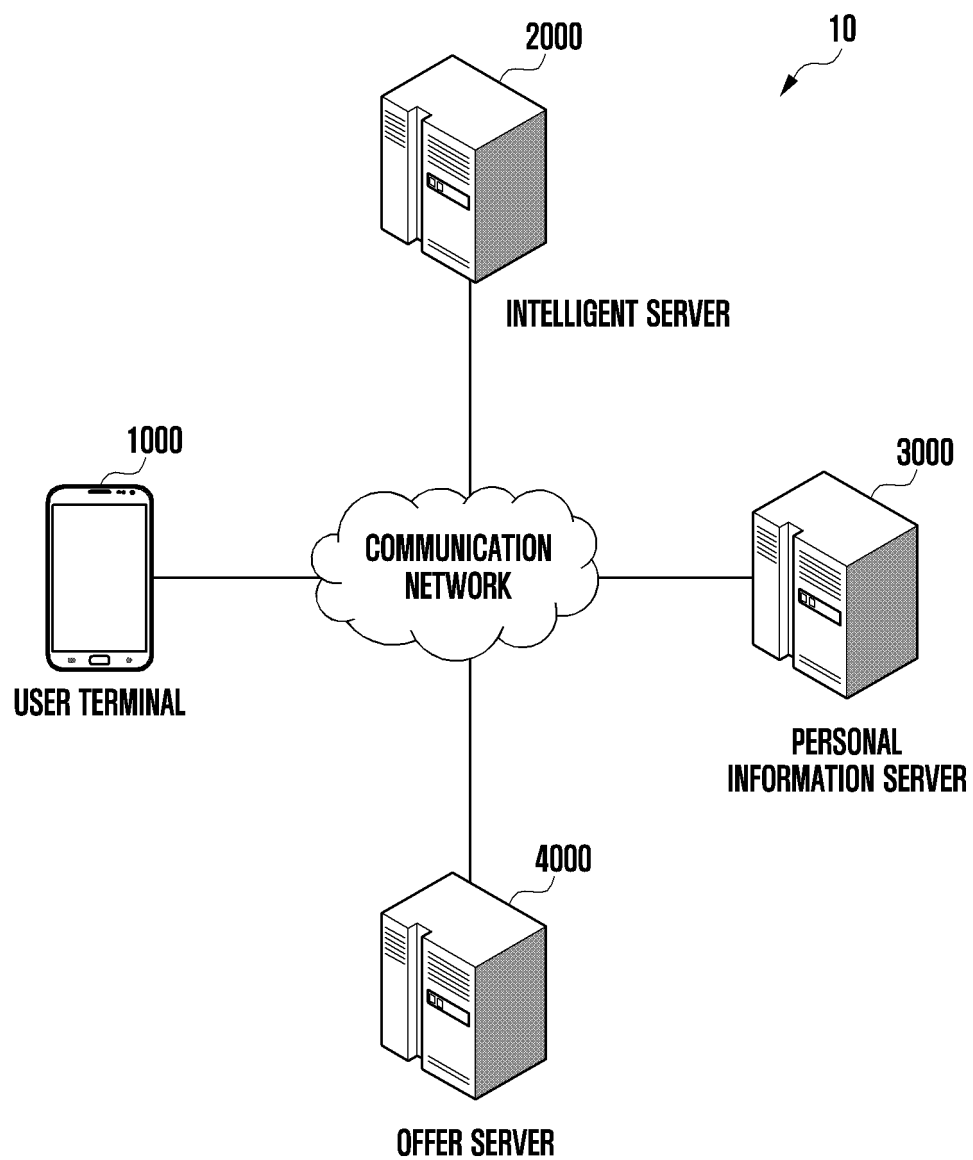 2000
10
INTELLIGENT SERVER
1000
3000
COMMUNICATION
NETWORK
USER TERMINAL
PERSONAL
INFORMATION SERVER
4000
OFFER SERVER